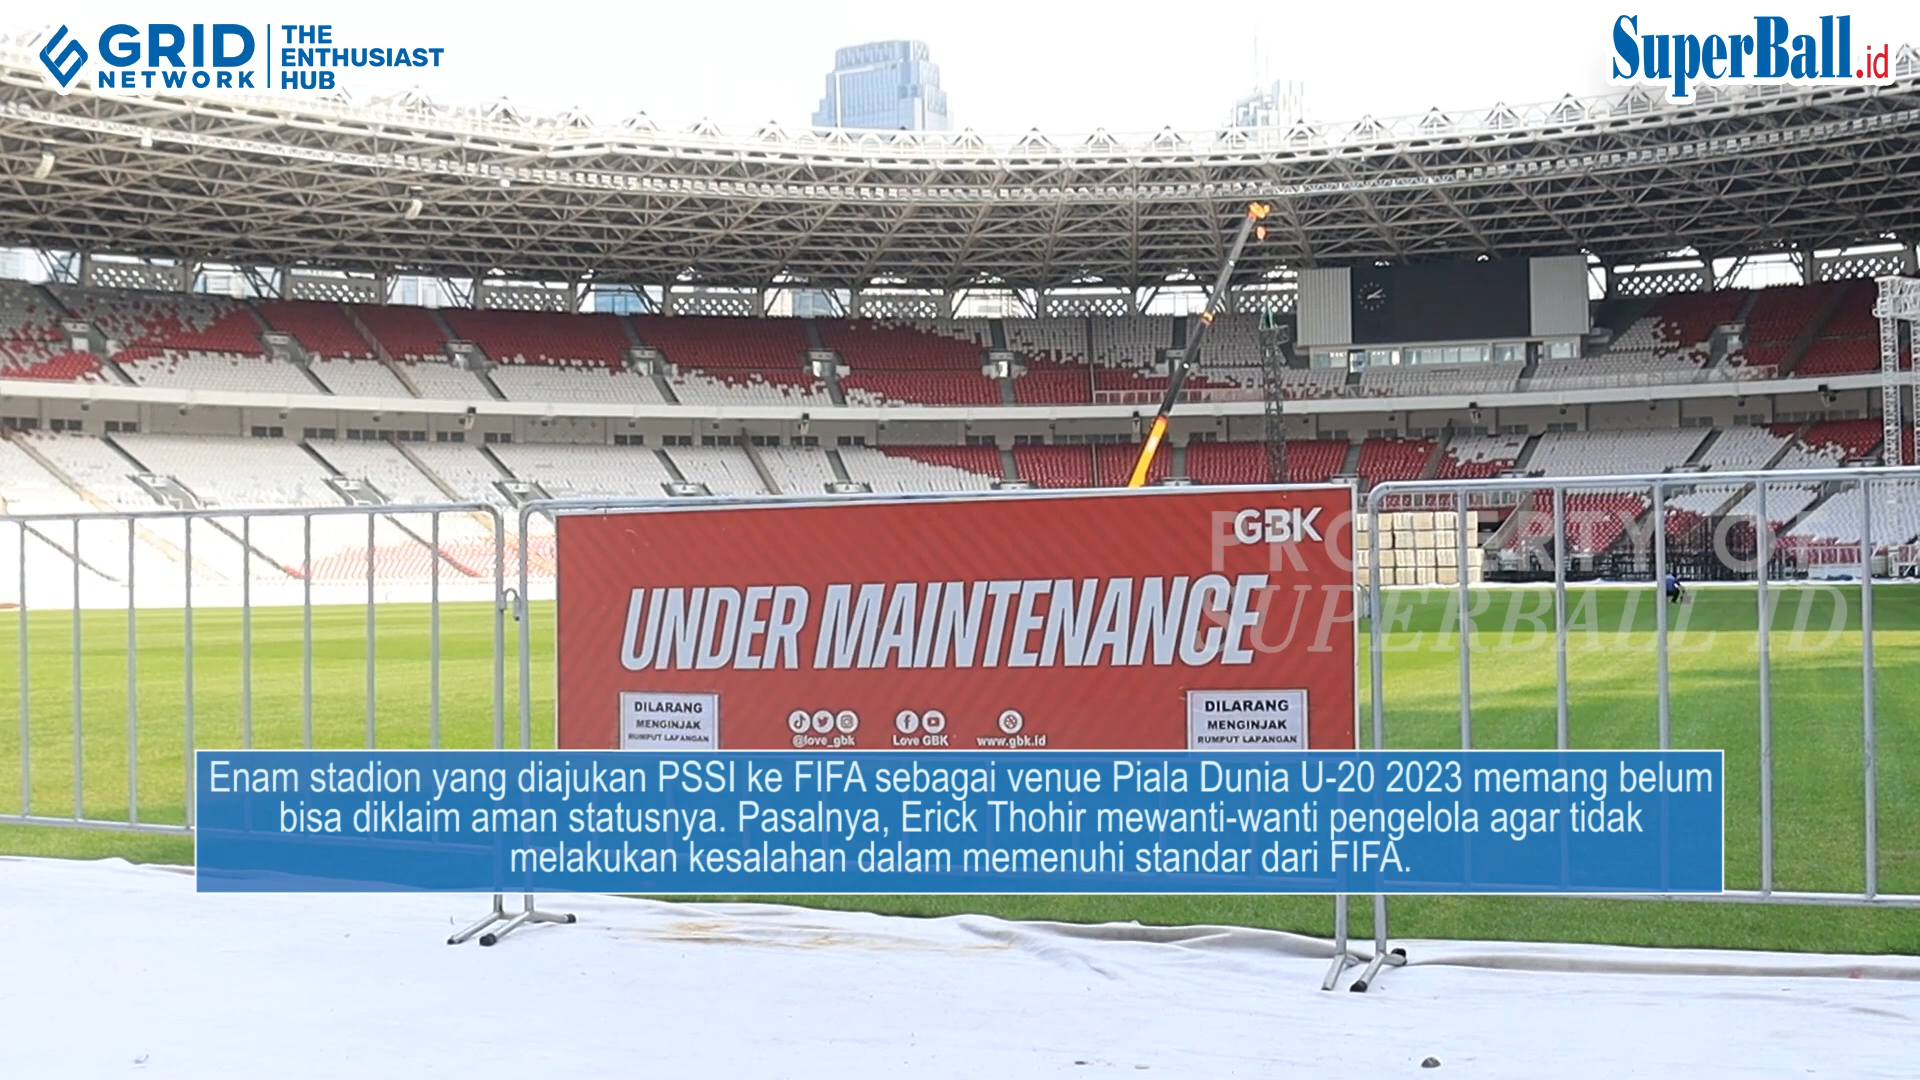 GRID
NETWORK
THE
ENTHUSIAST
HUB
SuperBall.id
GBK
PROPERTY OF
SUPERBALL ID
UNDER MAINTENANCE
DILARANG
MENGINJAK
RUMPUT LAPANGAN
@love_gbk
Love GBK
www.gbk.id
DILARANG
MENGINJAK
RUMPUT LAPANGAN
Enam stadion yang diajukan PSSI ke FIFA sebagai venue Piala Dunia U-20 2023 memang belum
bisa diklaim aman statusnya. Pasalnya, Erick Thohir mewanti-wanti pengelola agar tidak
melakukan kesalahan dalam memenuhi standar dari FIFA.